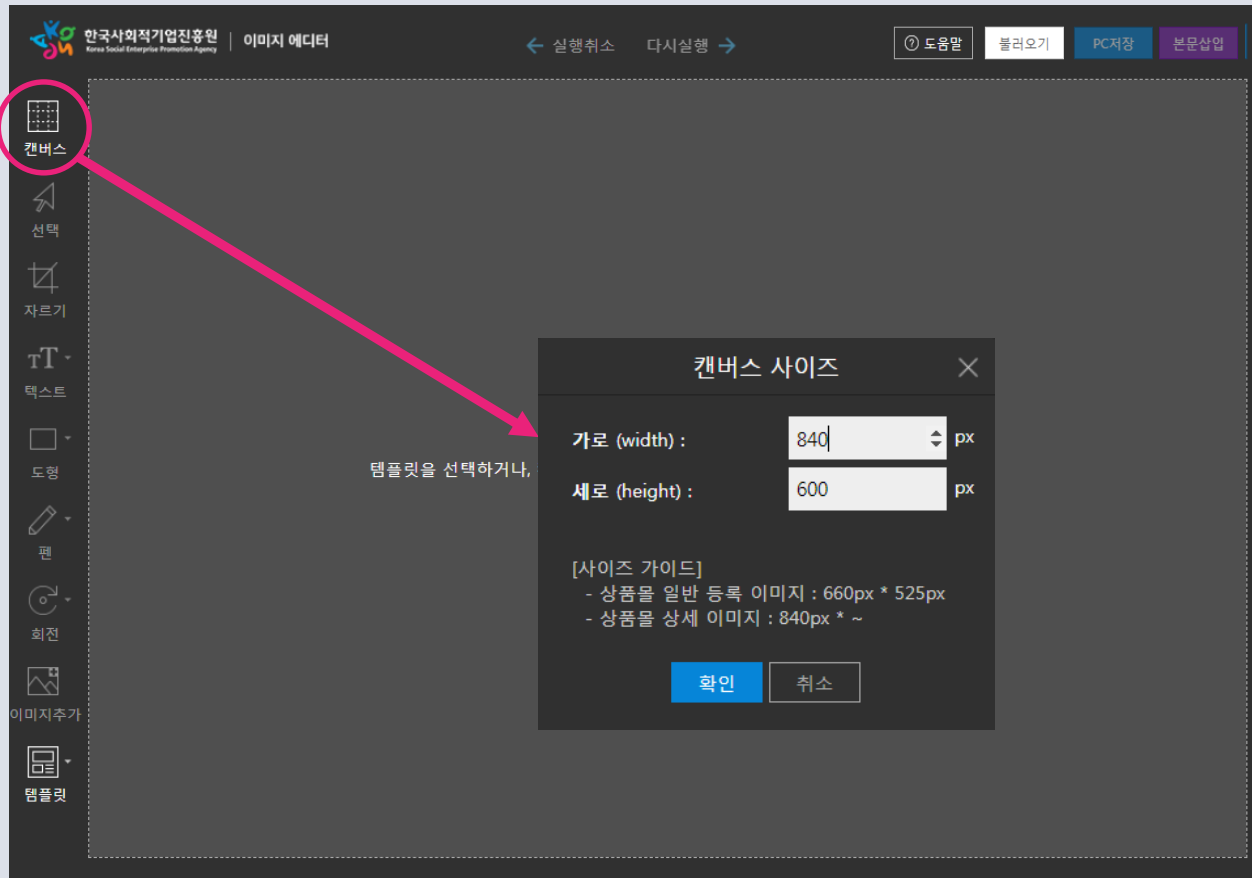 한국사회적기업진흥원
Korea Social Enterprise Promotion Agency
이미지 에디터
실행취소
다시실행
도움말
불러오기
PC저장
본문삽입
캔버스
선택
자르기
TT
텍스트
도형
펜
회전
이미지추가
템플릿
템플릿을 선택하거나,
캔버스 사이즈
가로 (width) : 840 px
세로 (height) : 600 px
[사이즈 가이드]
- 상품몰 일반 등록 이미지 : 660px * 525px
- 상품몰 상세 이미지 : 840px * ~
확인
취소